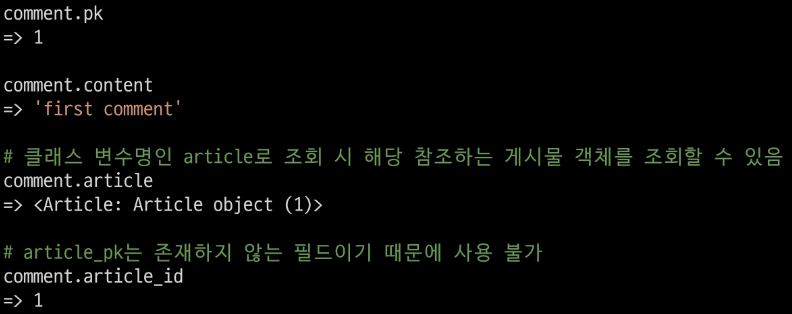 comment.pk
=> 1
comment.content
=> 'first comment'
# 클래스 변수명인 article로 조회 시 해당 참조하는 게시물 객체를 조회할 수 있음
comment.article
=> <Article: Article object (1)>
# article_pk는 존재하지 않는 필드이기 때문에 사용 불가
comment.article_id
=> 1